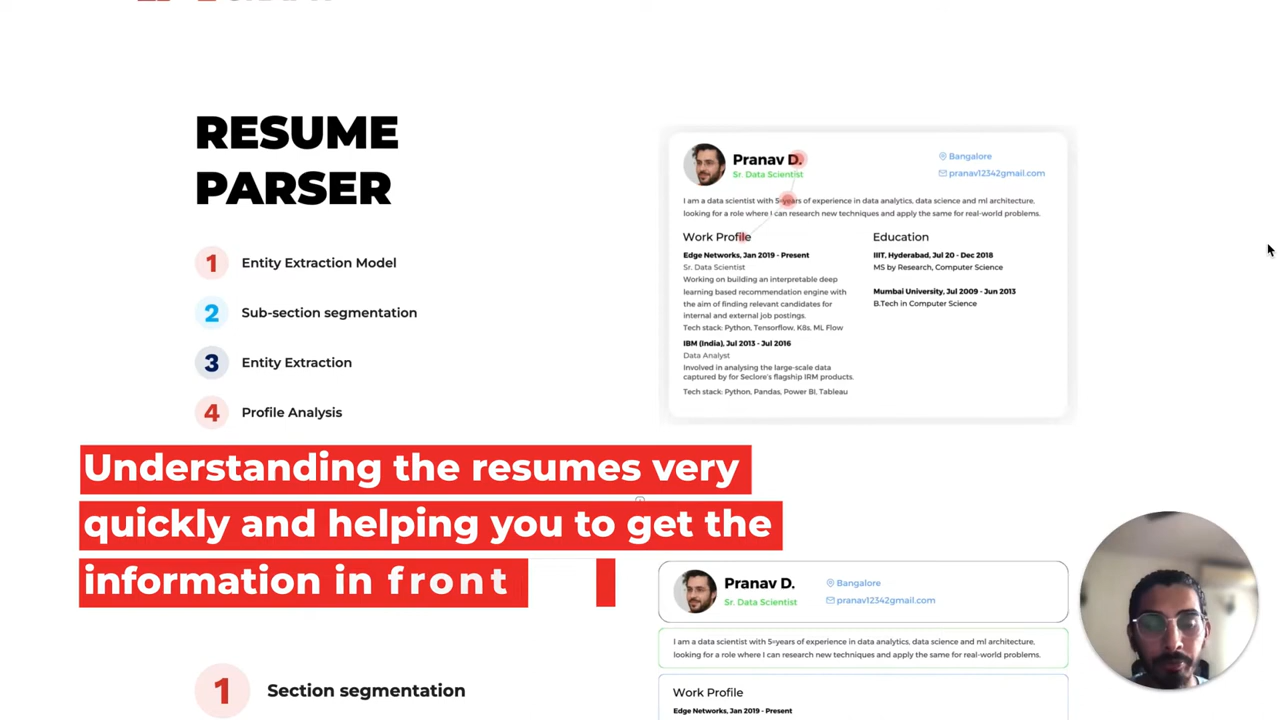 RESUME
PARSER
1 Entity Extraction Model
2 Sub-section segmentation
3 Entity Extraction
4 Profile Analysis
Pranav D.
Sr. Data Scientist
Bangalore
pranav12342gmail.com
I am a data scientist with 5+years of experience in data analytics, data science and ml architecture,
looking for a role where I can research new techniques and apply the same for real-world problems.
Work Profile
Edge Networks, Jan 2019 - Present
Sr. Data Scientist
Working on building an interpretable deep
learning based recommendation engine with
the aim of finding relevant candidates for
internal and external job postings.
Tech stack: Python, Tensorflow, K8s, ML Flow
IBM (India), Jul 2013 - Jul 2016
Data Analyst
Involved in analysing the large-scale data
captured by for Seclore's flagship IRM products.
Tech stack: Python, Pandas, Power BI, Tableau
Education
IIIT, Hyderabad, Jul 20 - Dec 2018
MS by Research, Computer Science
Mumbai University, Jul 2009 - Jun 2013
B.Tech in Computer Science
Understanding the resumes very
quickly and helping you to get the
information in front
Pranav D.
Sr. Data Scientist
Bangalore
pranav12342gmail.com
I am a data scientist with 5+years of experience in data analytics, data science and ml architecture,
looking for a role where I can research new techniques and apply the same for real-world problems.
1 Section segmentation
Work Profile
Edge Networks, Jan 2019 - Present